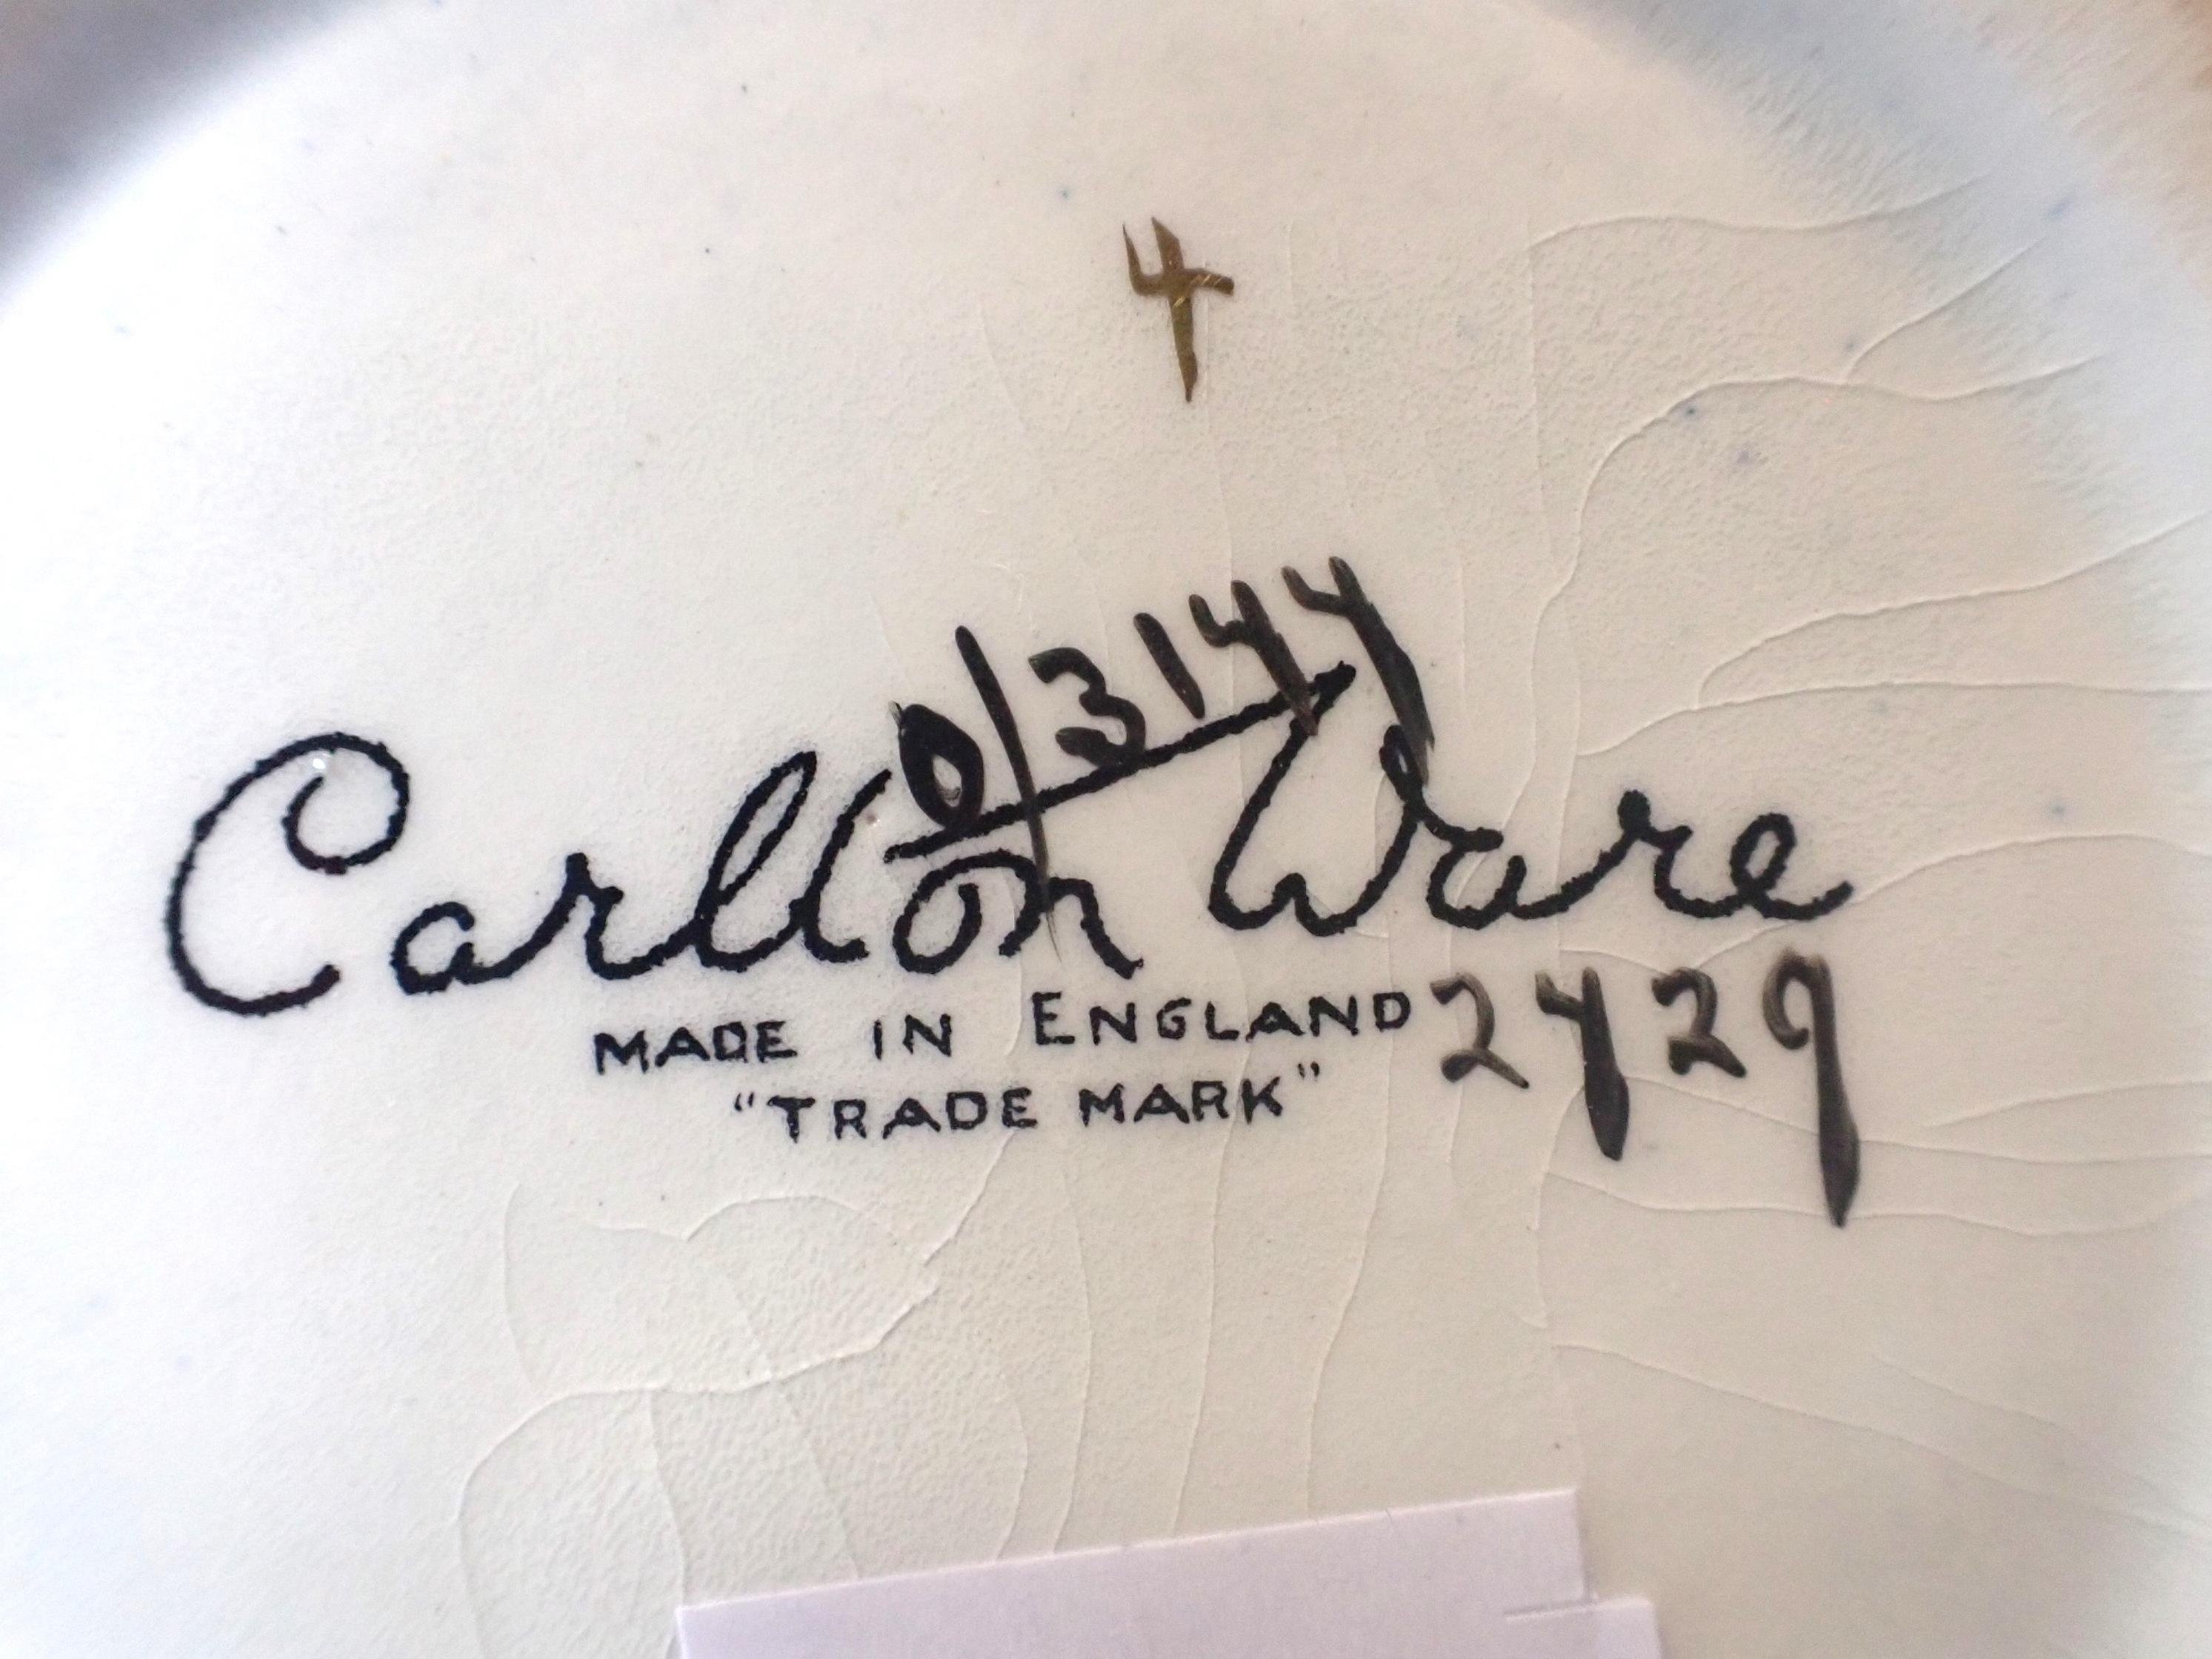 4
0/3144
Carlton Ware
MADE IN ENGLAND 2429
"TRADE MARK"